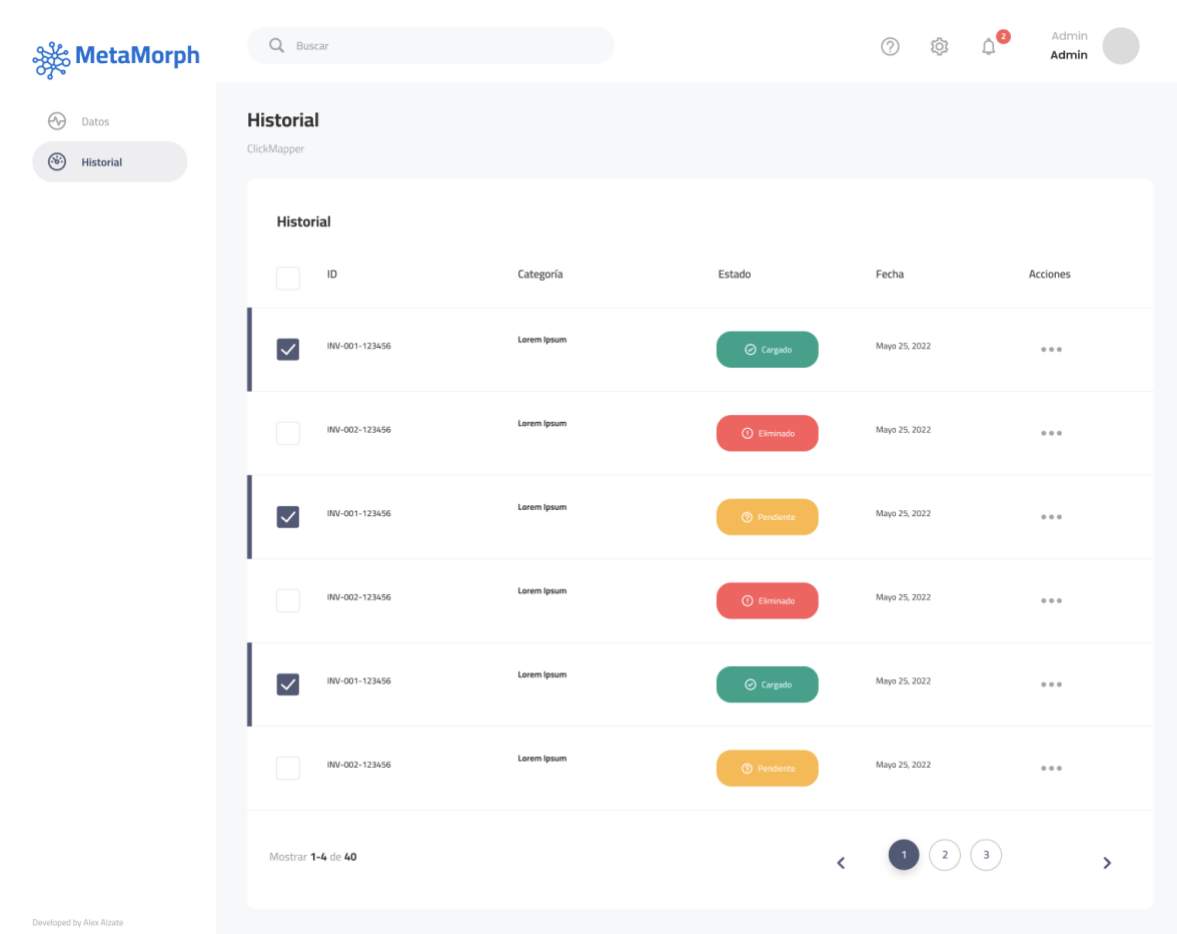 MetaMorph
Buscar
2
Admin
Admin
Datos
Historial
Historial
ClickMapper
Historial
ID Categoría Estado Fecha Acciones
INV-001-123456 Lorem Ipsum Cargado Mayo 25, 2022
INV-002-123456 Lorem Ipsum Eliminado Mayo 25, 2022
INV-001-123456 Lorem Ipsum Pendiente Mayo 25, 2022
INV-002-123456 Lorem Ipsum Eliminado Mayo 25, 2022
INV-001-123456 Lorem Ipsum Cargado Mayo 25, 2022
INV-002-123456 Lorem Ipsum Pendiente Mayo 25, 2022
Mostrar 1-4 de 40 1 2 3
Developed by Alex Alzate